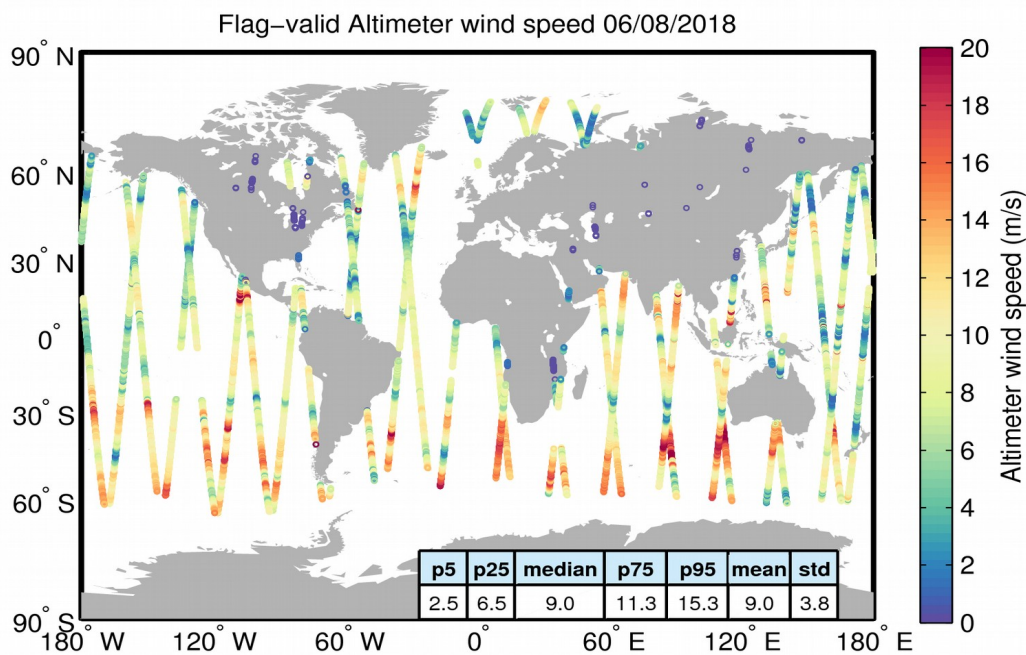 Flag-valid Altimeter wind speed 06/08/2018
90° N
60° N
30° N
0°
30° S
60° S
90° S
180° W
120° W
60° W
0°
60° E
120° E
180° E
p5 p25 median p75 p95 mean std
2.5 6.5 9.0 11.3 15.3 9.0 3.8
20
18
16
14
12
10
8
6
4
2
0
Altimeter wind speed (m/s)